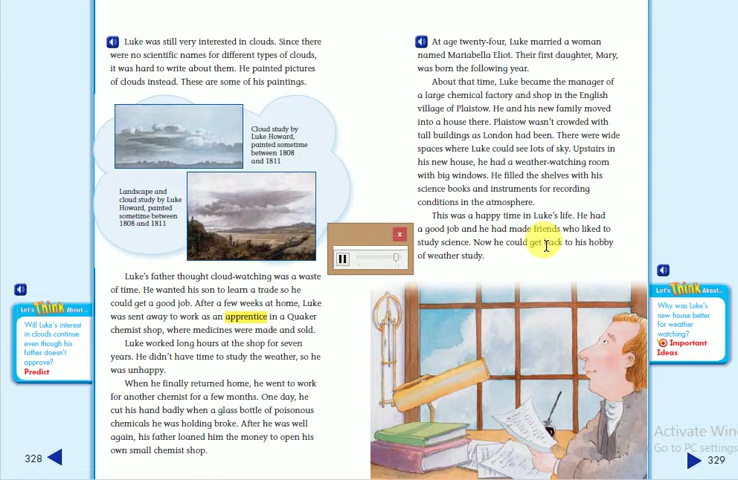 Luke was still very interested in clouds. Since there
were no scientific names for different types of clouds,
it was hard to write about them. He painted pictures
of clouds instead. These are some of his paintings.
Cloud study by
Luke Howard,
painted sometime
between 1808
and 1811
Landscape and
cloud study by Luke
Howard, painted
sometime between
1808 and 1811
Luke's father thought cloud-watching was a waste
of time. He wanted his son to learn a trade so he
could get a good job. After a few weeks at home, Luke
was sent away to work as an apprentice in a Quaker
chemist shop, where medicines were made and sold.
Luke worked long hours at the shop for seven
years. He didn't have time to study the weather, so he
was unhappy.
When he finally returned home, he went to work
for another chemist for a few months. One day, he
cut his hand badly when a glass bottle of poisonous
chemicals he was holding broke. After he was well
again, his father loaned him the money to open his
own small chemist shop.
Let's Think About...
Will Luke's interest
in clouds continue
even though his
father doesn't
approve?
Predict
328
At age twenty-four, Luke married a woman
named Mariabella Eliot. Their first daughter, Mary,
was born the following year.
About that time, Luke became the manager of
a large chemical factory and shop in the English
village of Plaistow. He and his new family moved
into a house there. Plaistow wasn't crowded with
tall buildings as London had been. There were wide
spaces where Luke could see lots of sky. Upstairs in
his new house, he had a weather-watching room
with big windows. He filled the shelves with his
science books and instruments for recording
conditions in the atmosphere.
This was a happy time in Luke's life. He had
a good job and he had made friends who liked to
study science. Now he could get back to his hobby
of weather study.
Let's Think About...
Why was Luke's
new house better
for weather
watching?
Important
Ideas
Activate Win
Go to PC settings
329